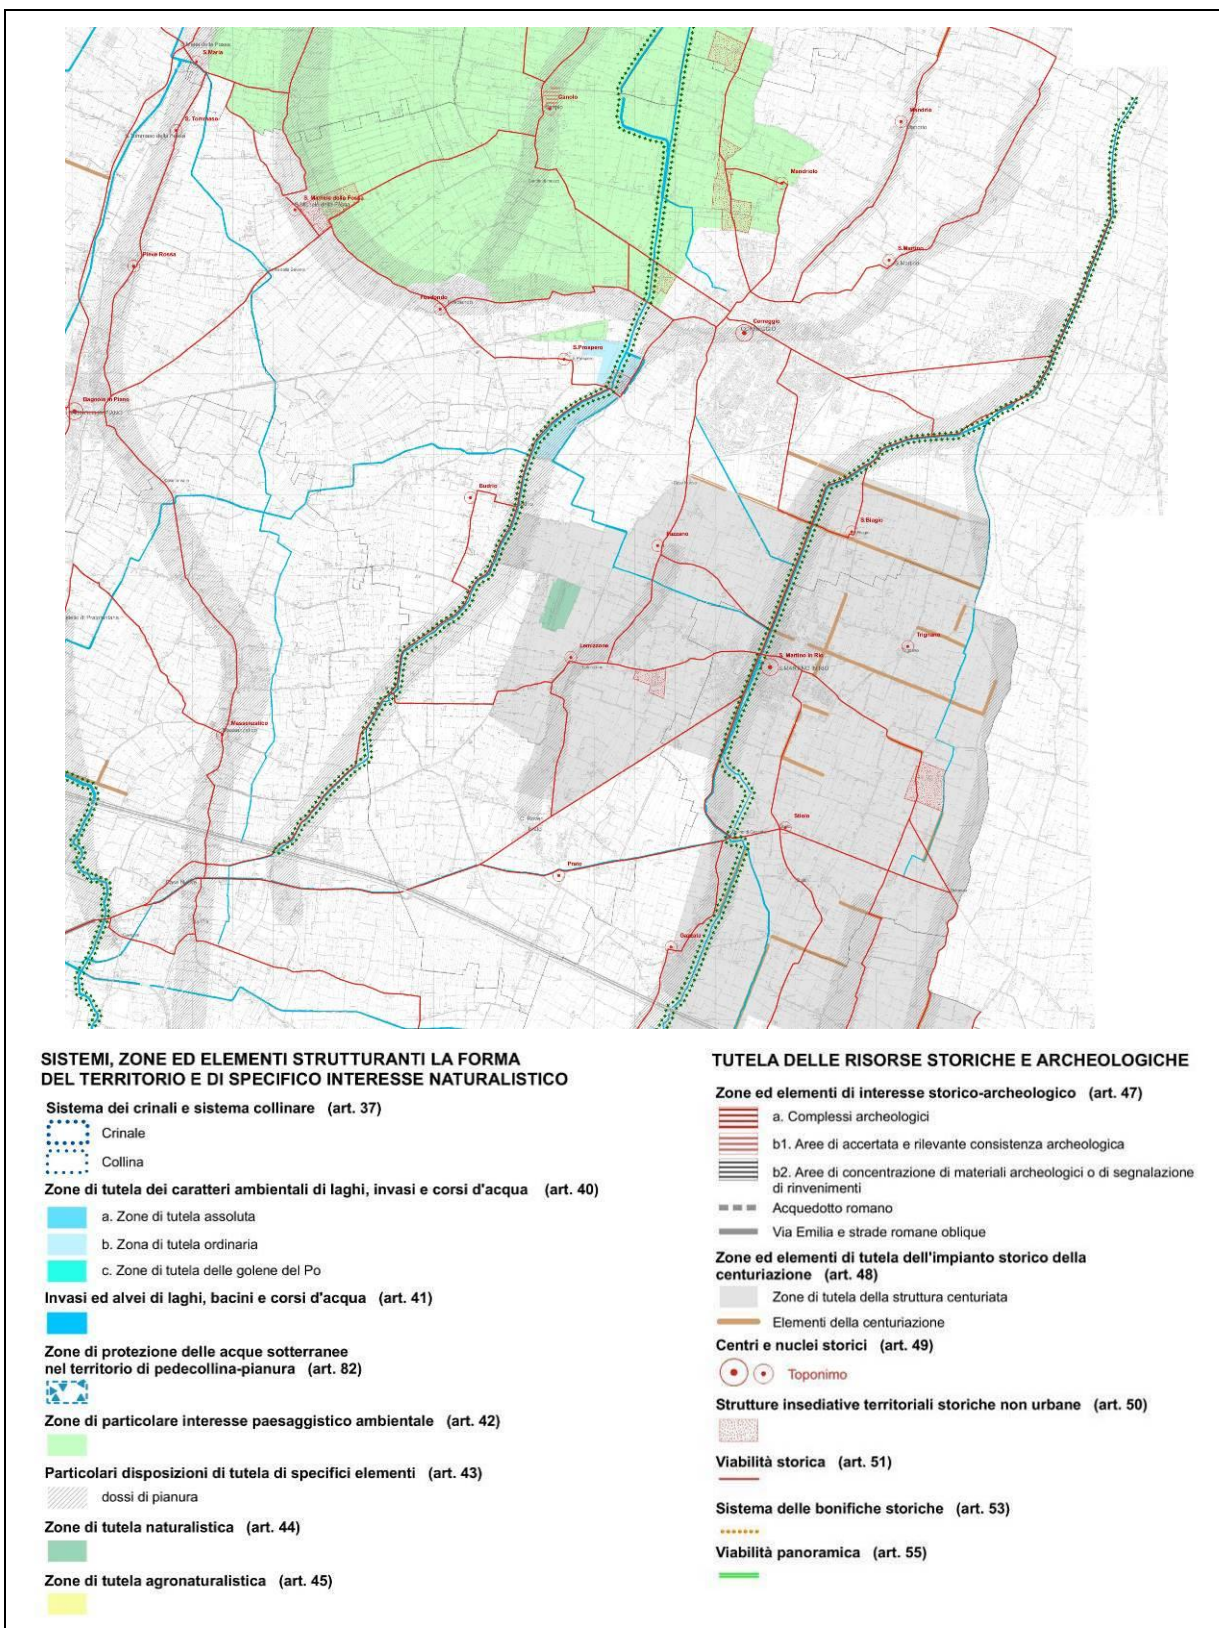 S.Maria
S. Tommaso
Canolo
Mandrio
Mandriolo
S. Michele della Fossa
Pieve Rossa
S.Martino
Fosdondo
Correggio
S.Prospero
Bagnolo in Piano
Budrio
Fazzano
S.Biagio
Trignano
Lemizzone
S. Martino in Rio
Massenzatico
Stiolo
Prato
Gavasa
SISTEMI, ZONE ED ELEMENTI STRUTTURANTI LA FORMA
DEL TERRITORIO E DI SPECIFICO INTERESSE NATURALISTICO
Sistema dei crinali e sistema collinare (art. 37)
Crinale
Collina
Zone di tutela dei caratteri ambientali di laghi, invasi e corsi d'acqua (art. 40)
a. Zone di tutela assoluta
b. Zona di tutela ordinaria
c. Zone di tutela delle golene del Po
Invasi ed alvei di laghi, bacini e corsi d'acqua (art. 41)
Zone di protezione delle acque sotterranee
nel territorio di pedecollina-pianura (art. 82)
Zone di particolare interesse paesaggistico ambientale (art. 42)
Particolari disposizioni di tutela di specifici elementi (art. 43)
dossi di pianura
Zone di tutela naturalistica (art. 44)
Zone di tutela agronaturalistica (art. 45)
TUTELA DELLE RISORSE STORICHE E ARCHEOLOGICHE
Zone ed elementi di interesse storico-archeologico (art. 47)
a. Complessi archeologici
b1. Aree di accertata e rilevante consistenza archeologica
b2. Aree di concentrazione di materiali archeologici o di segnalazione
di rinvenimenti
Acquedotto romano
Via Emilia e strade romane oblique
Zone ed elementi di tutela dell'impianto storico della
centuriazione (art. 48)
Zone di tutela della struttura centuriata
Elementi della centuriazione
Centri e nuclei storici (art. 49)
Toponimo
Strutture insediative territoriali storiche non urbane (art. 50)
Viabilità storica (art. 51)
Sistema delle bonifiche storiche (art. 53)
Viabilità panoramica (art. 55)